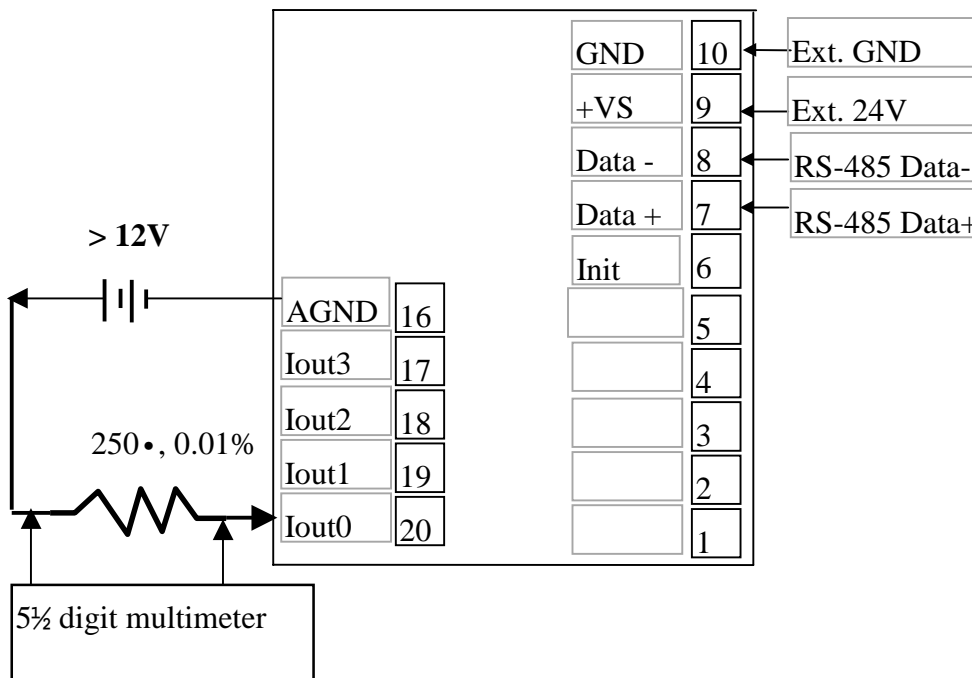 GND 10 Ext. GND
+VS 9 Ext. 24V
Data - 8 RS-485 Data-
Data + 7 RS-485 Data+
Init 6
5
4
3
2
1
> 12V
AGND 16
Iout3 17
Iout2 18
250•, 0.01%
Iout1 19
Iout0 20
5½ digit multimeter